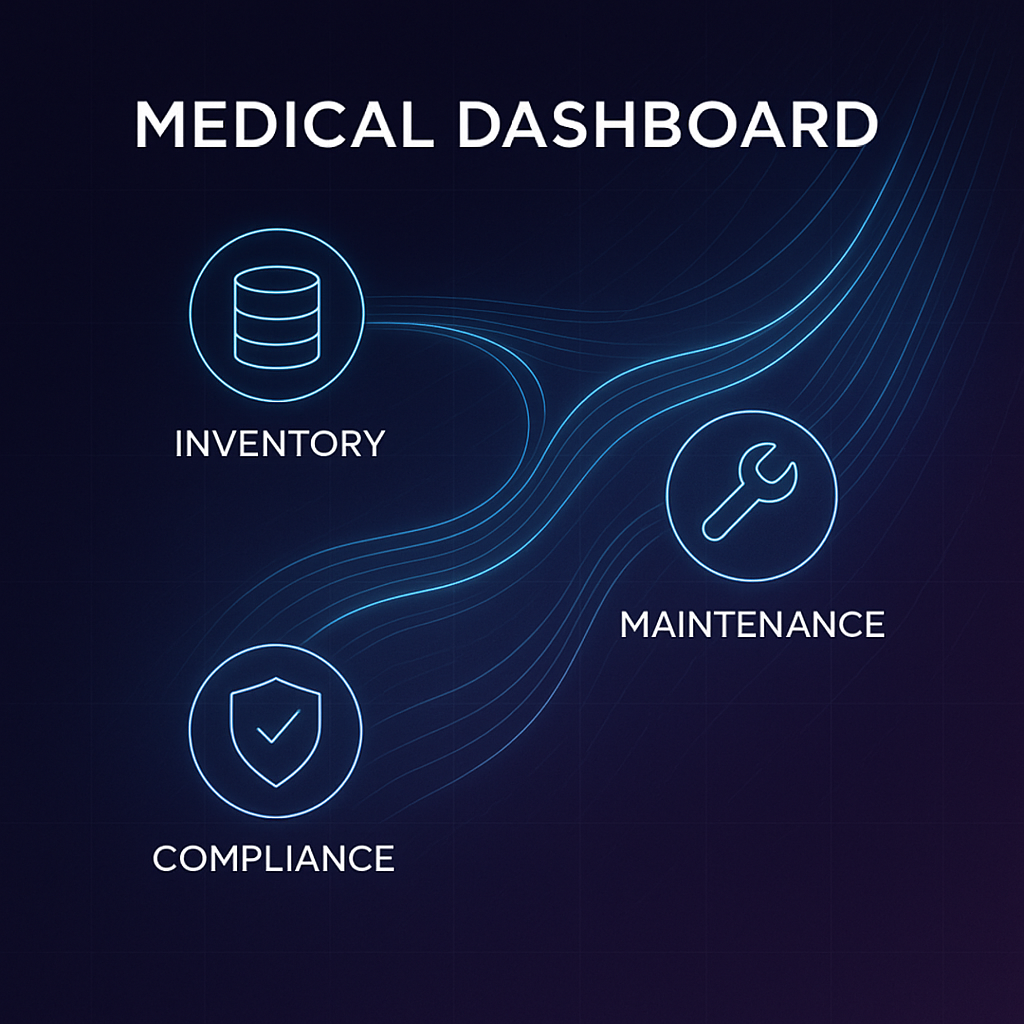 MEDICAL DASHBOARD
INVENTORY
MAINTENANCE
COMPLIANCE